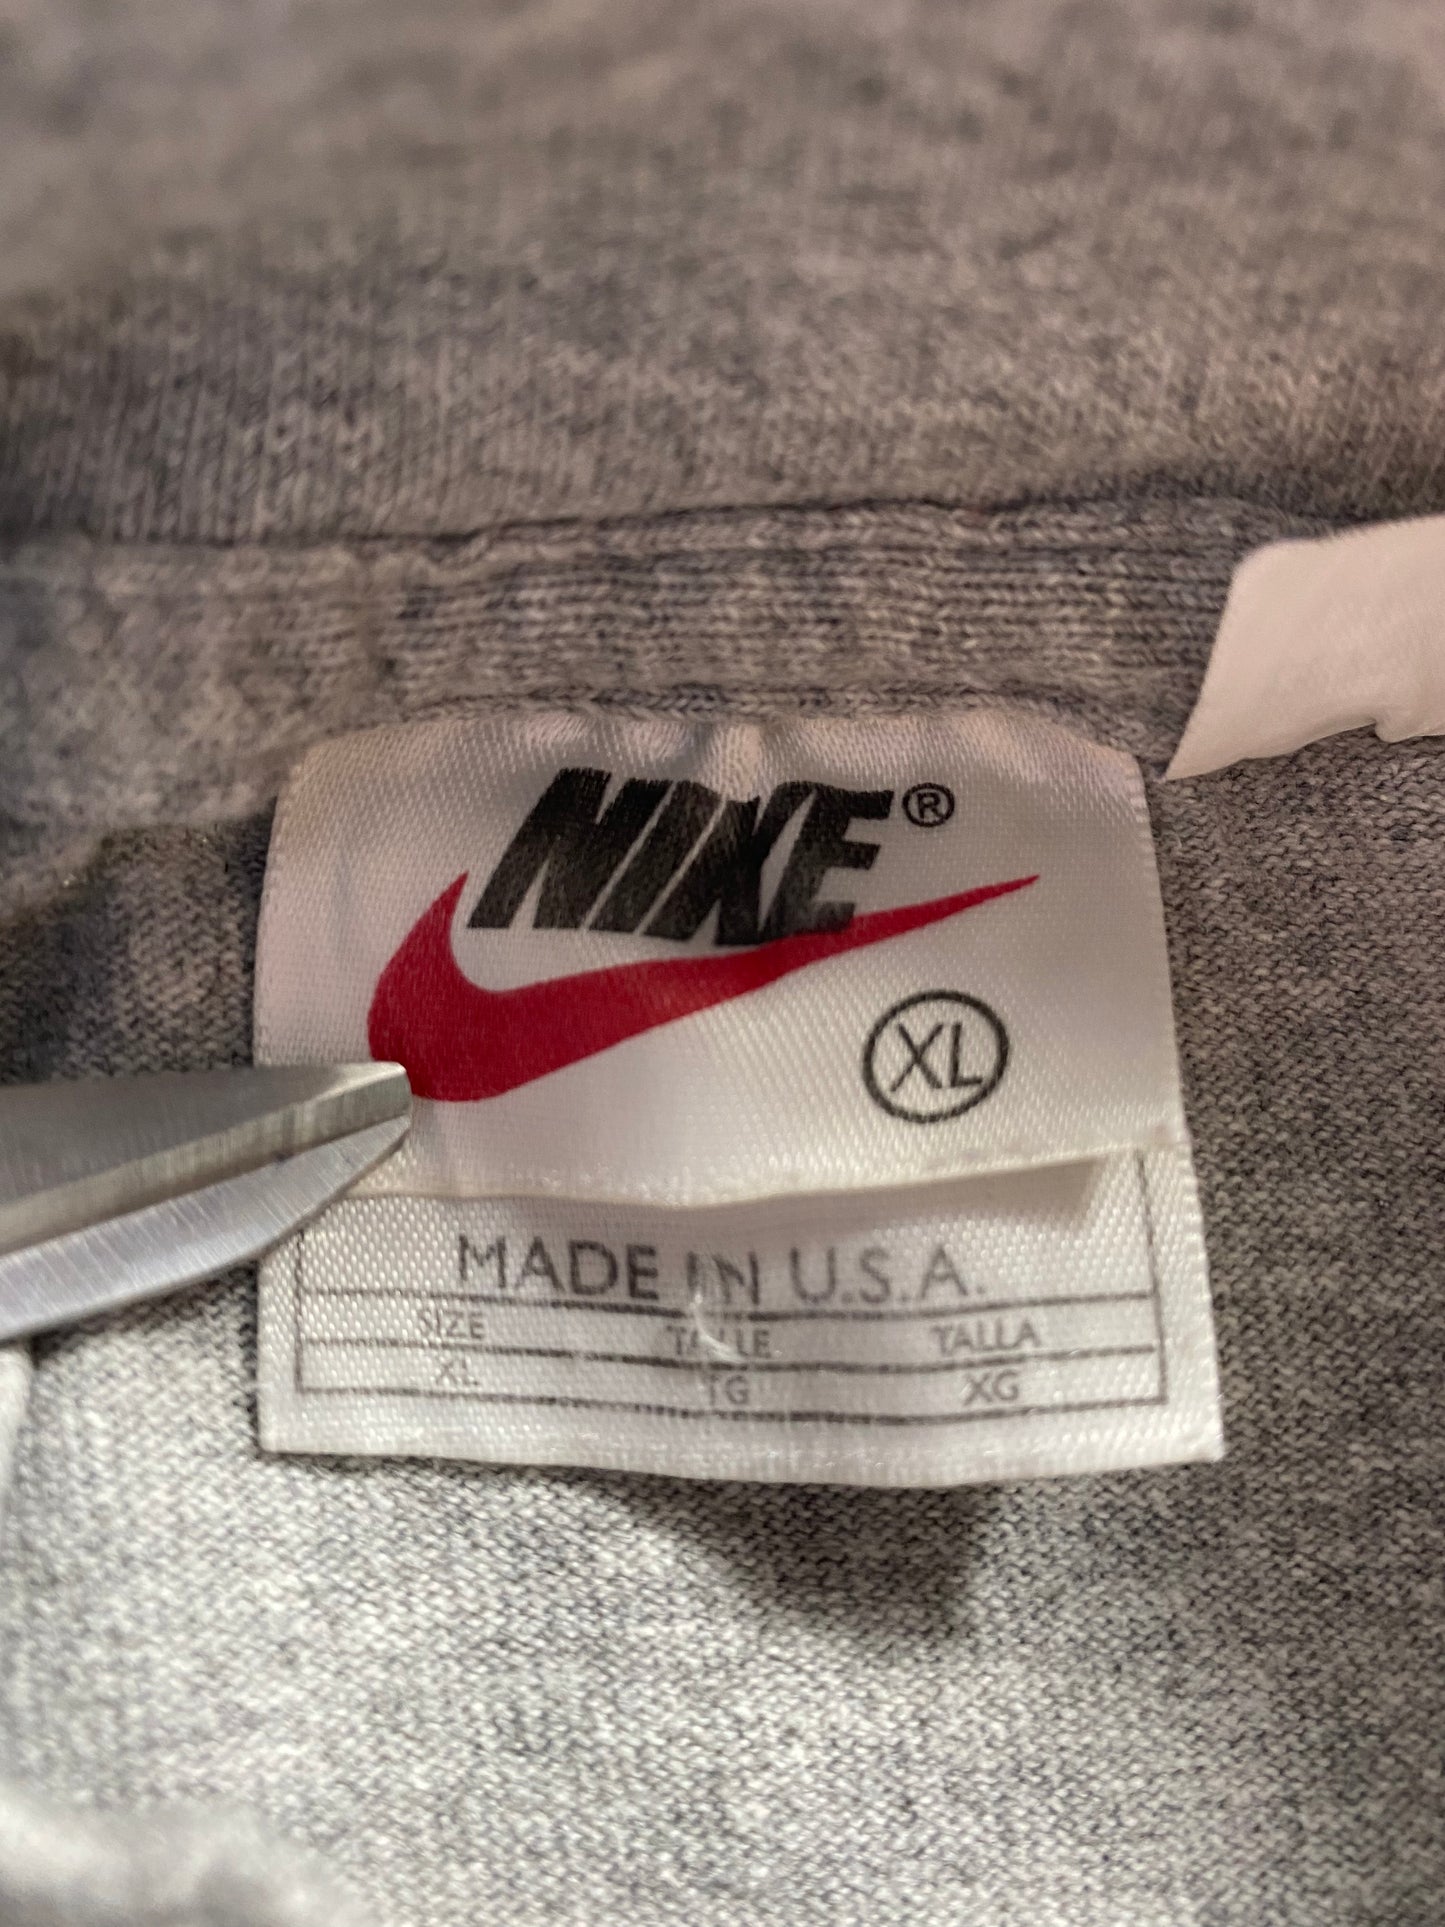 NIKE®
XL
MADE IN U.S.A.
SIZE TAILLE TALLA
XL TG XG